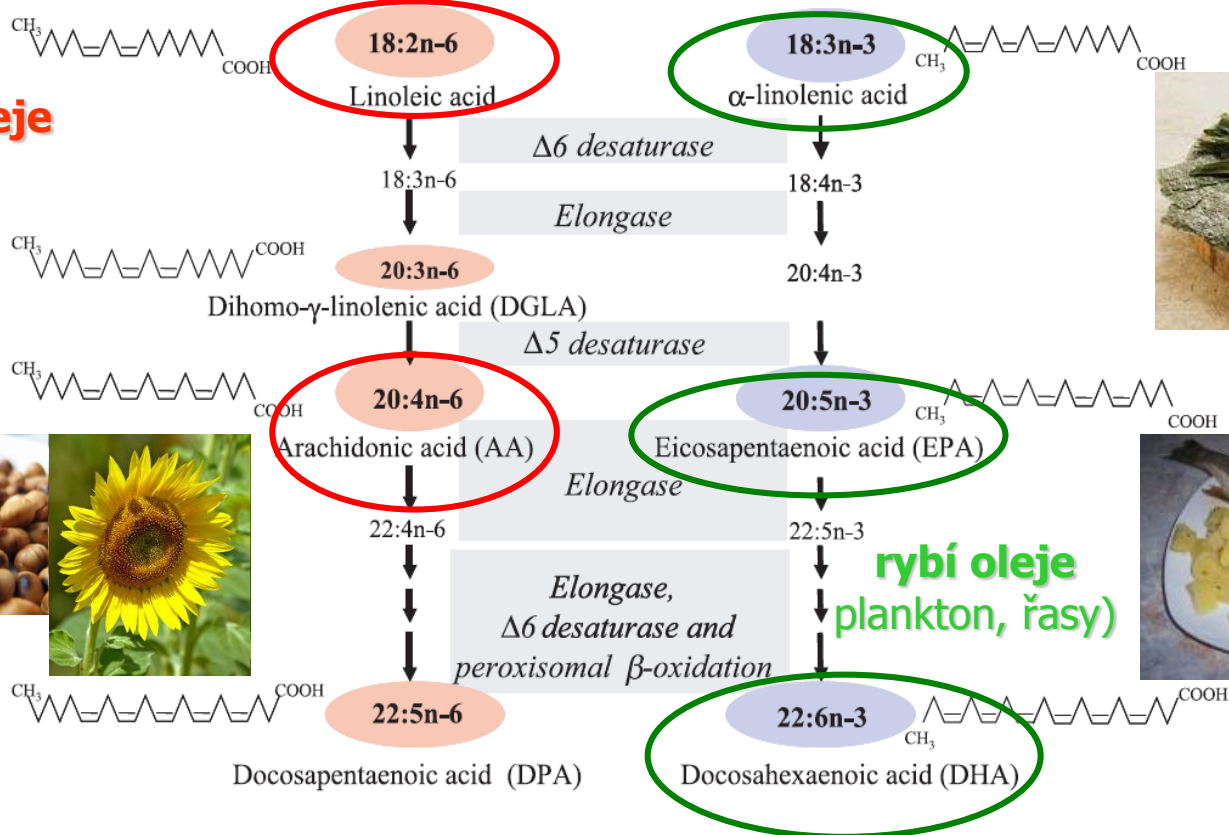 CH3
COOH
18:2n-6
Linoleic acid
18:3n-3
α-linolenic acid
CH3
COOH
eje
Δ6 desaturase
18:3n-6
18:4n-3
Elongase
CH3
COOH
20:3n-6
20:4n-3
Dihomo-γ-linolenic acid (DGLA)
Δ5 desaturase
CH3
COOH
20:4n-6
Arachidonic acid (AA)
20:5n-3
Eicosapentaenoic acid (EPA)
CH3
COOH
Elongase
22:4n-6
22:5n-3
rybí oleje
plankton, řasy)
Elongase,
Δ6 desaturase and
peroxisomal β-oxidation
CH3
COOH
22:5n-6
22:6n-3
CH3
COOH
Docosapentaenoic acid (DPA)
Docosahexaenoic acid (DHA)